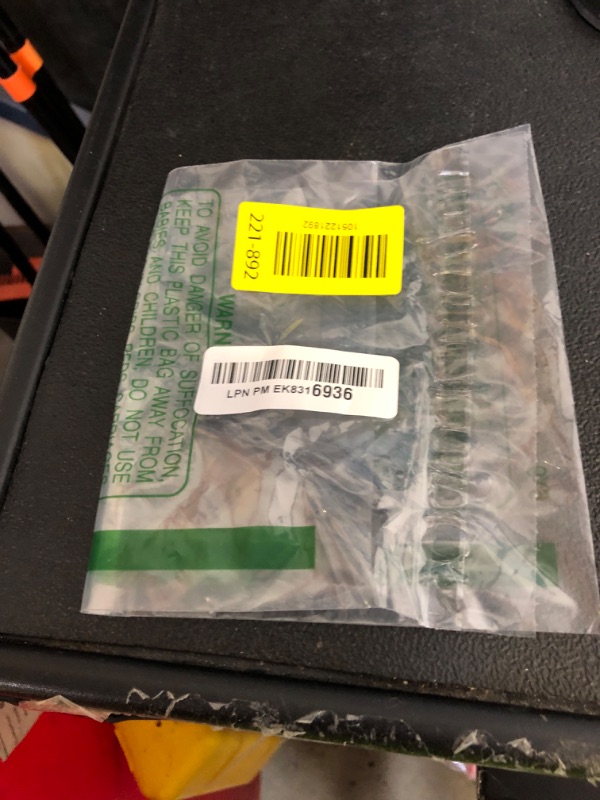 221-892
1061221892
LPN PM EK8316936
WARN
TO AVOID DANGER OF SUFFOCATION,
KEEP THIS PLASTIC BAG AWAY FROM
BABIES AND CHILDREN. DO NOT USE